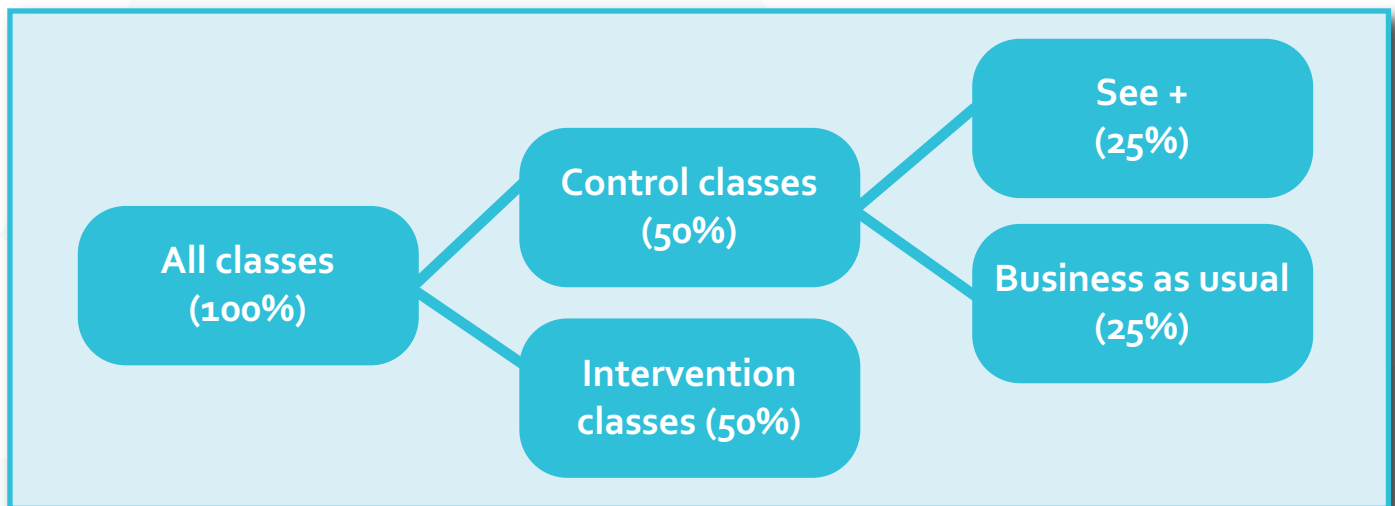 All classes
(100%)
Control classes
(50%)
Intervention
classes (50%)
See +
(25%)
Business as usual
(25%)